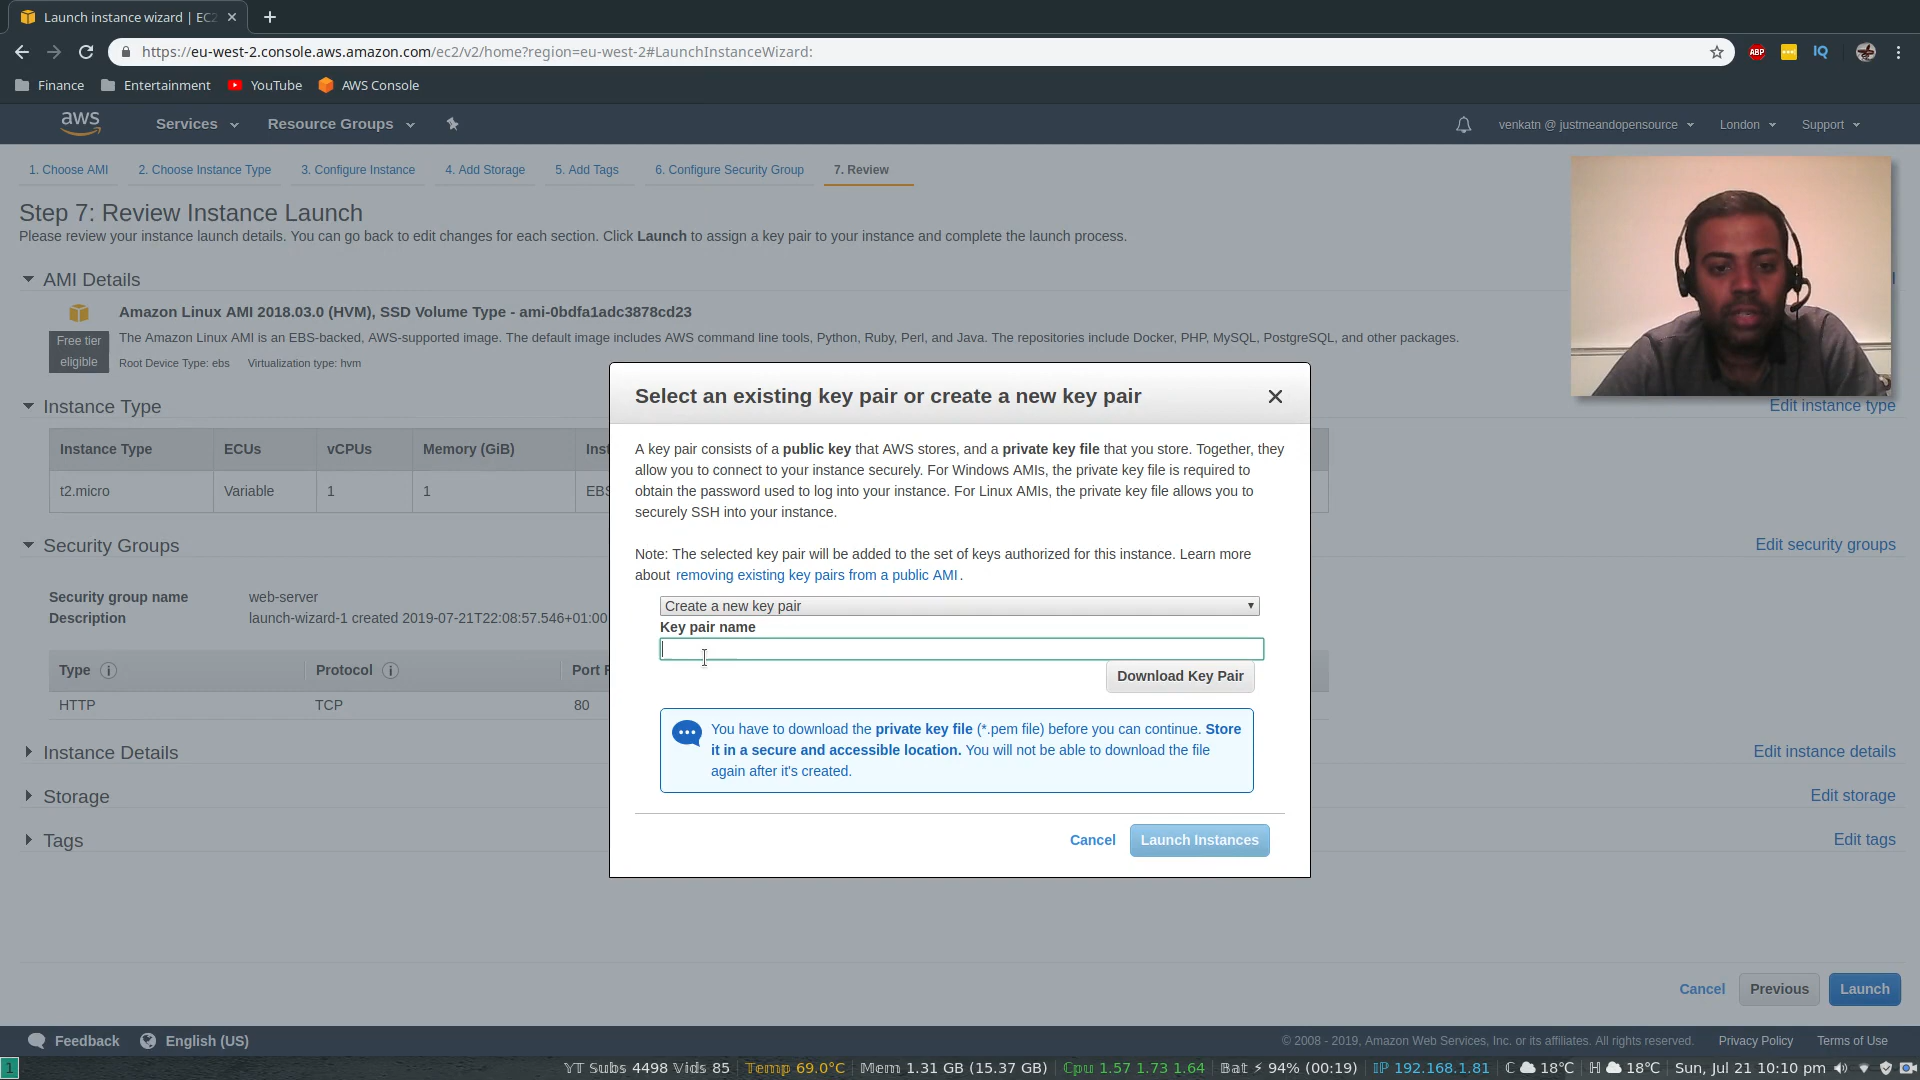 Launch instance wizard | EC2
https://eu-west-2.console.aws.amazon.com/ec2/v2/home?region=eu-west-2#LaunchInstanceWizard:
ABP
IQ
Finance
Entertainment
YouTube
AWS Console
aws
Services
Resource Groups
venkatn @ justmeandopensource
London
Support
1. Choose AMI
2. Choose Instance Type
3. Configure Instance
4. Add Storage
5. Add Tags
6. Configure Security Group
7. Review
Step 7: Review Instance Launch
Please review your instance launch details. You can go back to edit changes for each section. Click Launch to assign a key pair to your instance and complete the launch process.
AMI Details
Amazon Linux AMI 2018.03.0 (HVM), SSD Volume Type - ami-0bdfa1adc3878cd23
Free tier
eligible
The Amazon Linux AMI is an EBS-backed, AWS-supported image. The default image includes AWS command line tools, Python, Ruby, Perl, and Java. The repositories include Docker, PHP, MySQL, PostgreSQL, and other packages.
Root Device Type: ebs Virtualization type: hvm
Instance Type
Edit instance type
Instance Type ECUs vCPUs Memory (GiB) Inst
t2.micro Variable 1 1 EBS
Security Groups
Edit security groups
Security group name web-server
Description launch-wizard-1 created 2019-07-21T22:08:57.546+01:00
Type Protocol Port R
HTTP TCP 80
Instance Details
Edit instance details
Storage
Edit storage
Tags
Edit tags
Select an existing key pair or create a new key pair
A key pair consists of a public key that AWS stores, and a private key file that you store. Together, they
allow you to connect to your instance securely. For Windows AMIs, the private key file is required to
obtain the password used to log into your instance. For Linux AMIs, the private key file allows you to
securely SSH into your instance.
Note: The selected key pair will be added to the set of keys authorized for this instance. Learn more
about removing existing key pairs from a public AMI.
Create a new key pair
Key pair name
Download Key Pair
You have to download the private key file (*.pem file) before you can continue. Store
it in a secure and accessible location. You will not be able to download the file
again after it's created.
Cancel
Launch Instances
Cancel
Previous
Launch
Feedback
English (US)
© 2008 - 2019, Amazon Web Services, Inc. or its affiliates. All rights reserved.
Privacy Policy
Terms of Use
1
YT Subs 4498 Vids 85 Temp 69.0°C Mem 1.31 GB (15.37 GB) Cpu 1.57 1.73 1.64 Bat ⚡ 94% (00:19) IP 192.168.1.81 C 18°C H 18°C Sun, Jul 21 10:10 pm